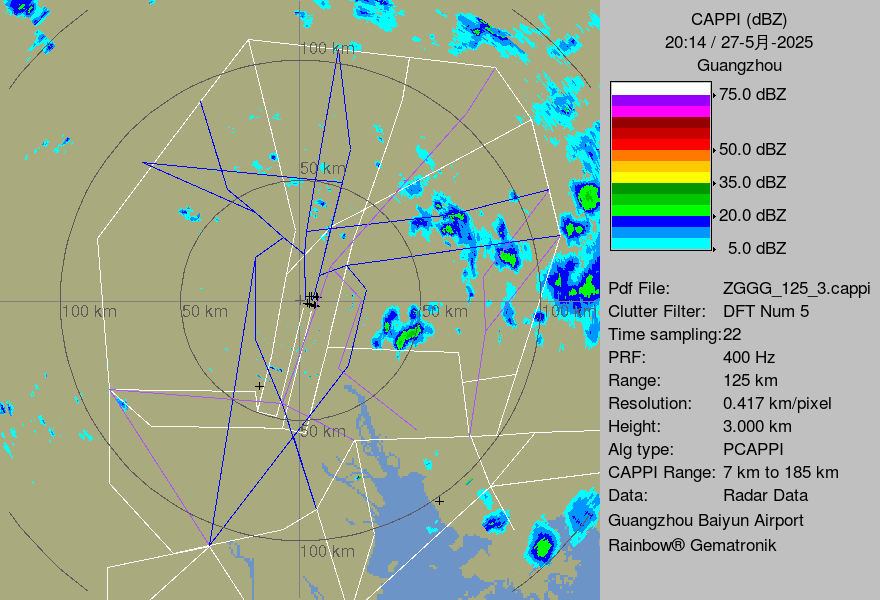 CAPPI (dBZ)
20:14 / 27-5月-2025
Guangzhou
75.0 dBZ
50.0 dBZ
35.0 dBZ
20.0 dBZ
5.0 dBZ
Pdf File: ZGGG_125_3.cappi
Clutter Filter: DFT Num 5
Time sampling:22
PRF: 400 Hz
Range: 125 km
Resolution: 0.417 km/pixel
Height: 3.000 km
Alg type: PCAPPI
CAPPI Range: 7 km to 185 km
Data: Radar Data
Guangzhou Baiyun Airport
Rainbow® Gematronik
100 km
50 km
100 km
50 km
50 km
100 km
50 km
100 km